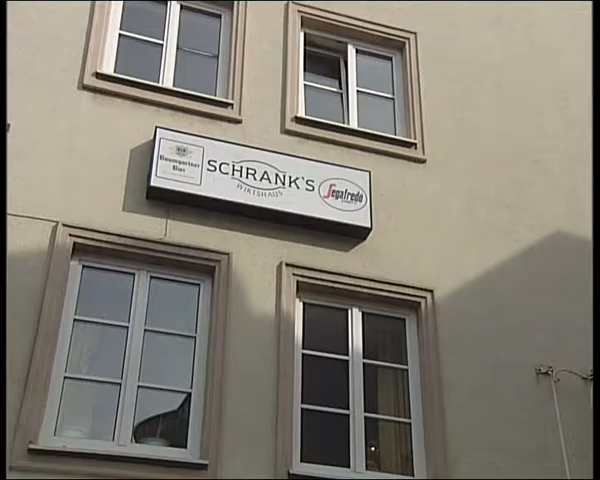 Baumgartner
Bier
SCHRANK'S
WIRTSHAUS
Segafredo